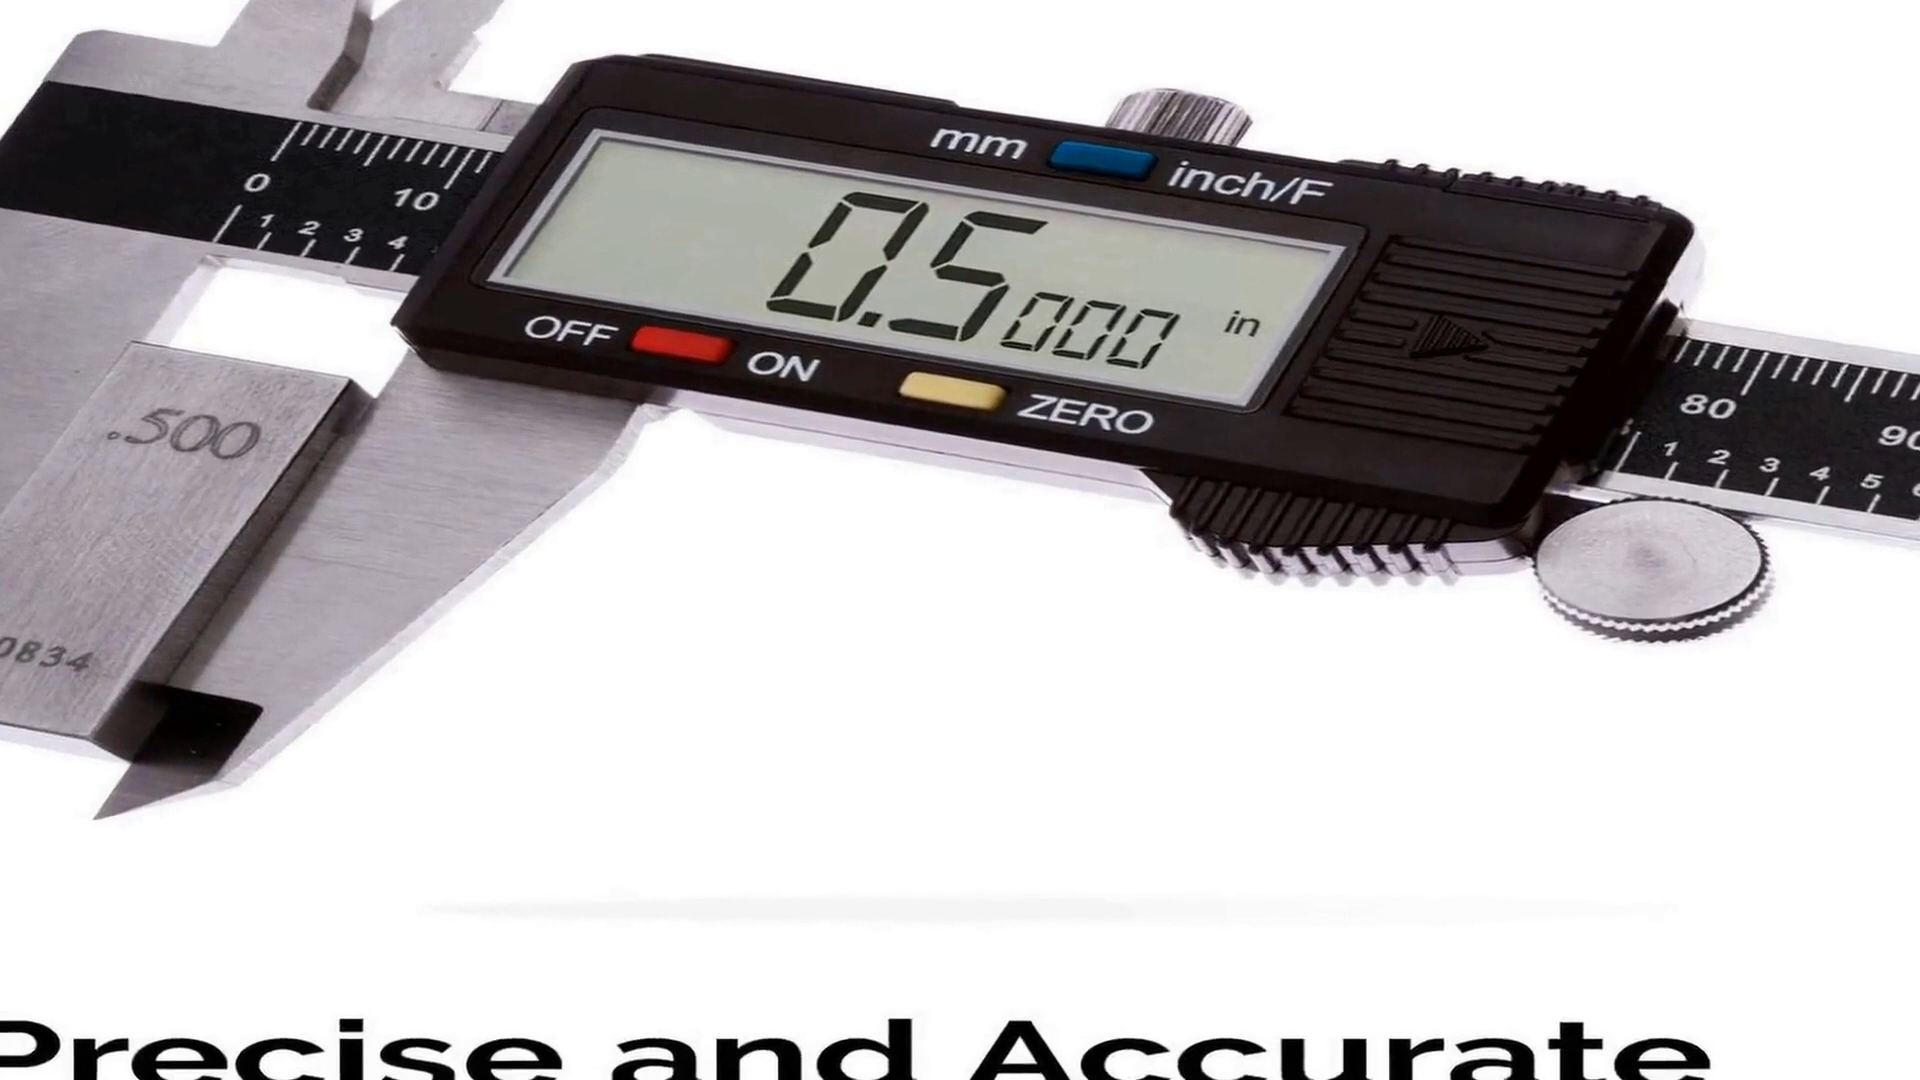 mm inch/F
0 10
1 2 3 4
0.5000 in
OFF ON
ZERO
80 90
1 2 3 4 5
.500
0834
Precise and Accurate